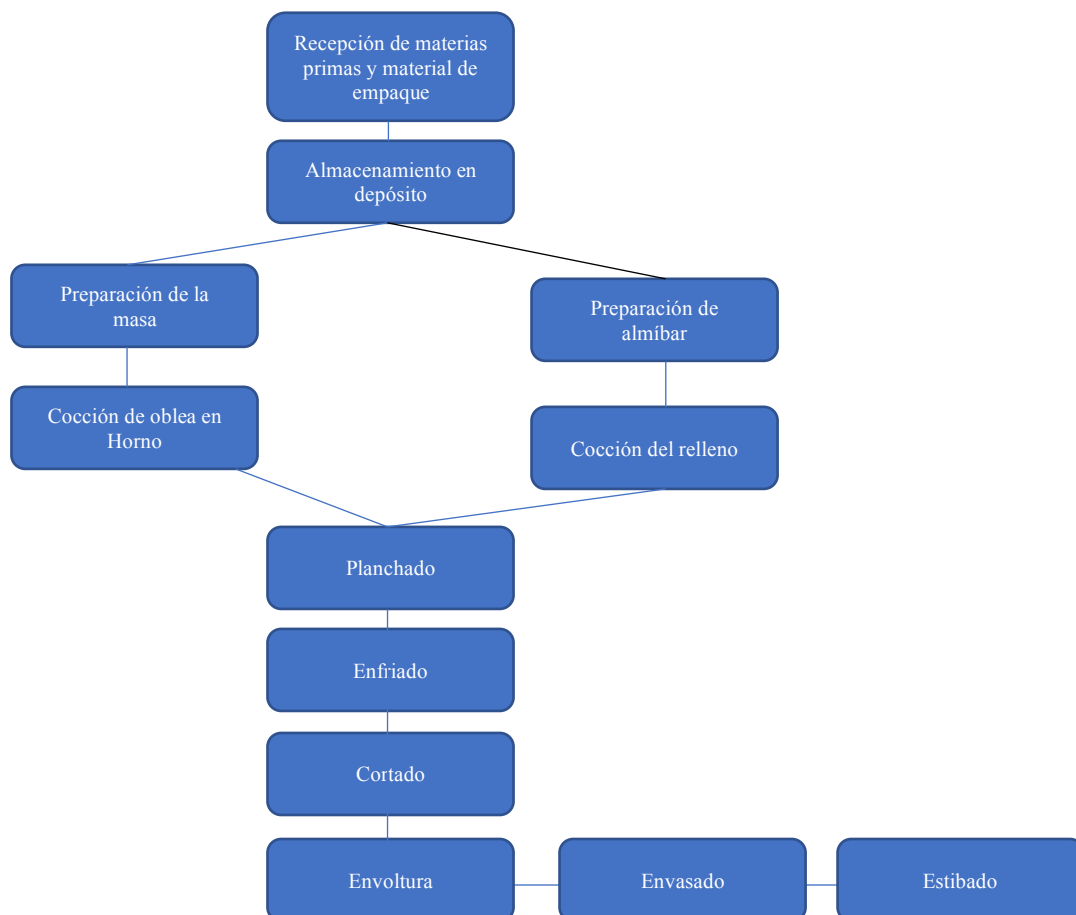 Recepción de materias
primas y material de
empaque
Almacenamiento en
depósito
Preparación de la
masa
Preparación de
almíbar
Cocción de oblea en
Horno
Cocción del relleno
Planchado
Enfriado
Cortado
Envoltura
Envasado
Estibado